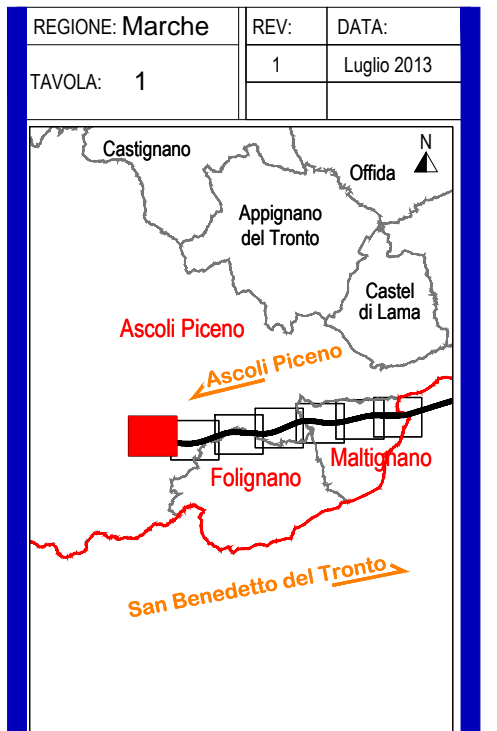 REGIONE: Marche
REV:
DATA:
TAVOLA: 1
1
Luglio 2013
N
Castignano
Offida
Appignano
del Tronto
Castel
di Lama
Ascoli Piceno
Ascoli Piceno
Maltignano
Folignano
San Benedetto del Tronto